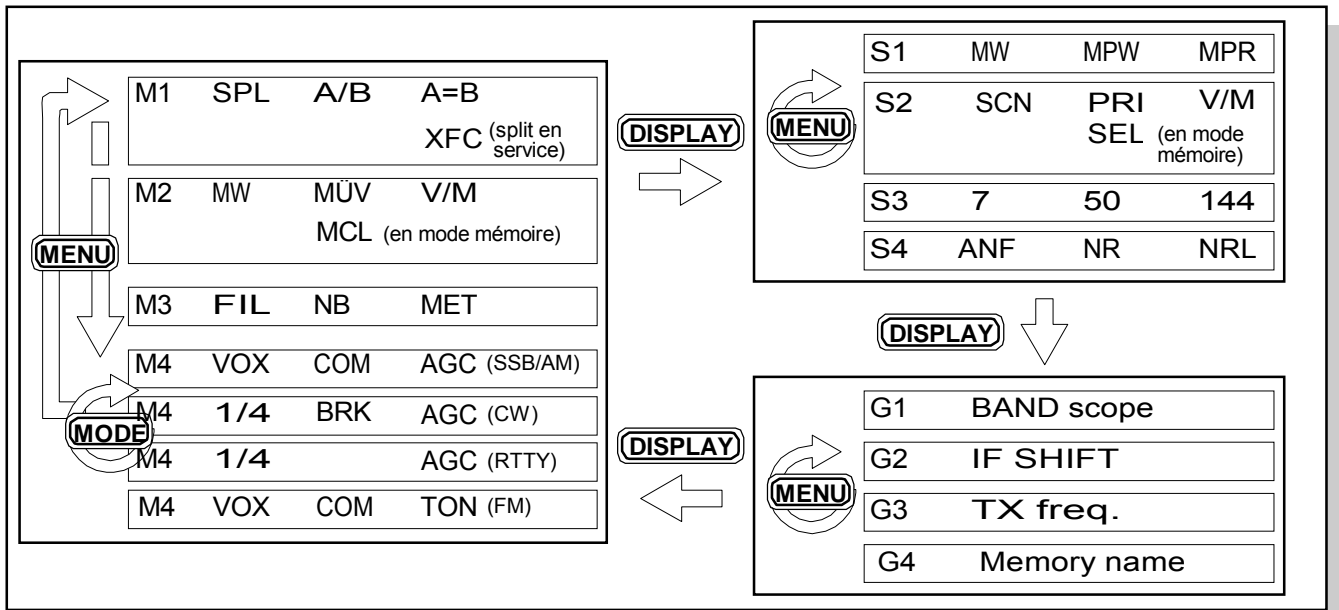 M1 SPL A/B A=B
XFC (split en service)
M2 MW MÜV V/M
MCL (en mode mémoire)
MENU
M3 FIL NB MET
M4 VOX COM AGC (SSB/AM)
M4 1/4 BRK AGC (CW)
MODE
M4 1/4 AGC (RTTY)
M4 VOX COM TON (FM)
DISPLAY
S1 MW MPW MPR
MENU
S2 SCN PRI V/M
SEL (en mode mémoire)
S3 7 50 144
S4 ANF NR NRL
DISPLAY
G1 BAND scope
G2 IF SHIFT
MENU
G3 TX freq.
G4 Memory name
DISPLAY